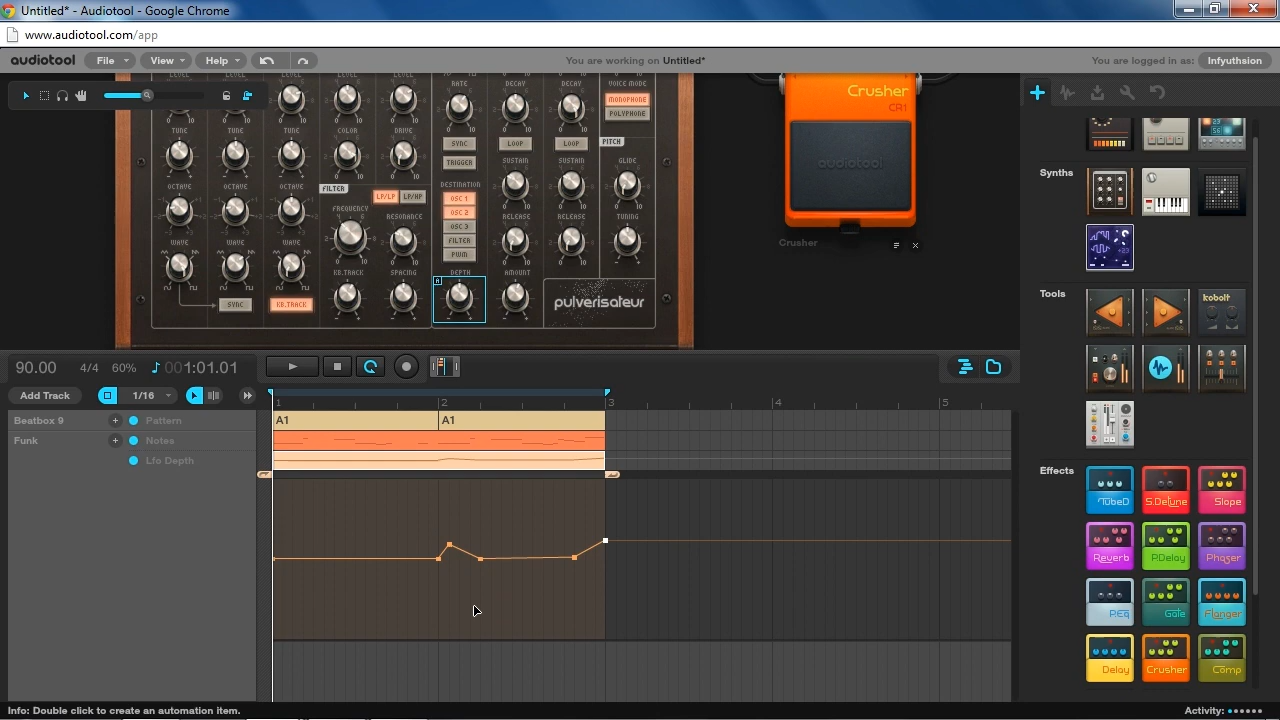 Untitled* - Audiotool - Google Chrome
www.audiotool.com/app
audiotool File View Help You are working on Untitled* You are logged in as: Infyuthsion
LEVEL LEVEL LEVEL LEVEL LEVEL RATE DECAY DECAY VOICE MODE
MONOPHONE
POLYPHONE
TUNE TUNE TUNE COLOR DRIVE SYNC LOOP LOOP PITCH
TRIGGER SUSTAIN SUSTAIN GLIDE
OCTAVE OCTAVE OCTAVE FILTER LP/LP LP/HP DESTINATION
OSC 1
OSC 2
OSC 3
FILTER
PWM
FREQUENCY RESONANCE RELEASE RELEASE TUNING
WAVE WAVE WAVE KB.TRACK SPACING DEPTH AMOUNT
SYNC KB.TRACK pulverisateur
Crusher
CR1
audiotool
Crusher
Synths
Tools
kobolt
Effects
TubeD S.Detune Slope
Reverb P.Delay Phaser
P.Eq Gate Flanger
Delay Crusher Comp
90.00 4/4 60% 001:01.01
Add Track 1/16 1 2 3 4 5
Beatbox 9 + Pattern A1 A1
Funk + Notes
Lfo Depth
Info: Double click to create an automation item. Activity: